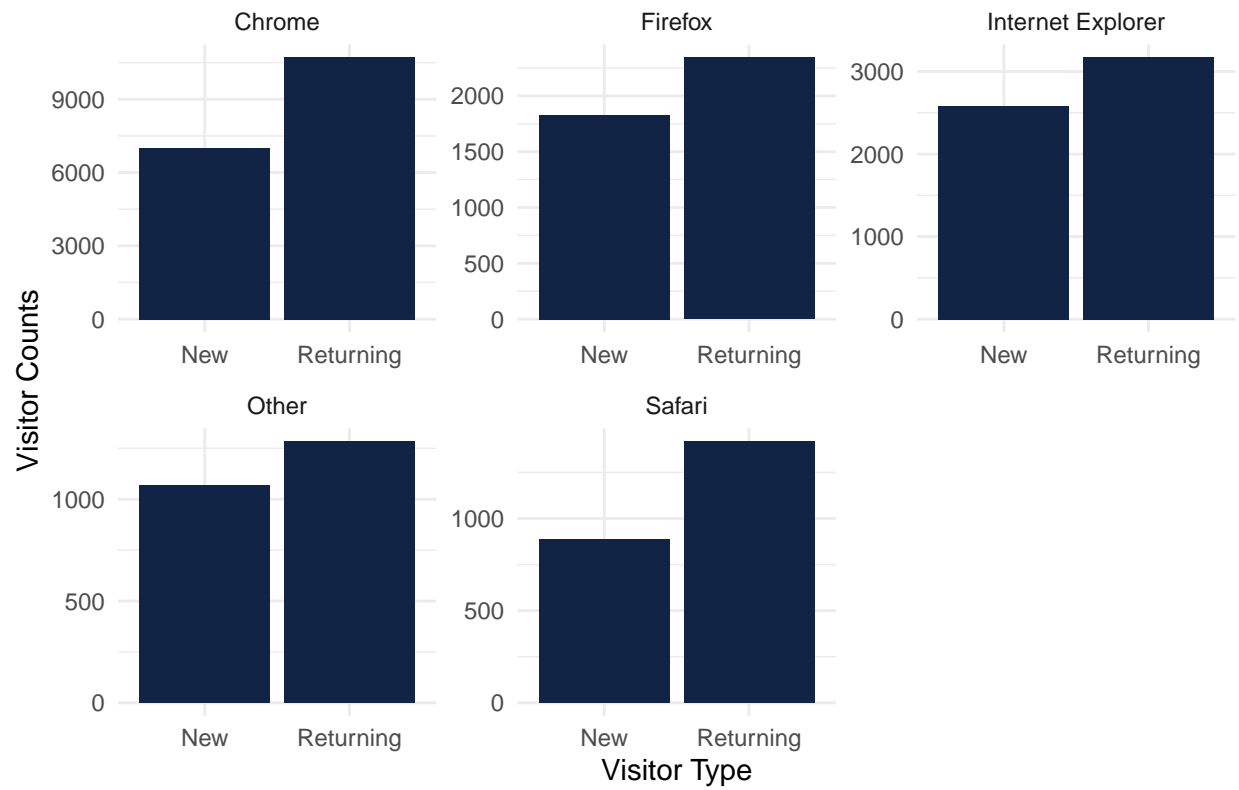 Chrome
Firefox
Internet Explorer
9000
6000
3000
0
New Returning
2000
1500
1000
500
0
New Returning
3000
2000
1000
0
New Returning
Visitor Counts
Other
Safari
1000
500
0
New Returning
1000
500
0
New Returning
Visitor Type